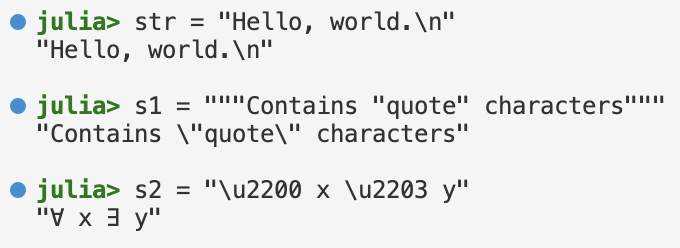 julia> str = "Hello, world.\n"
"Hello, world.\n"
julia> s1 = """Contains "quote" characters"""
"Contains \"quote\" characters"
julia> s2 = "\u2200 x \u2203 y"
"∀ x ∃ y"